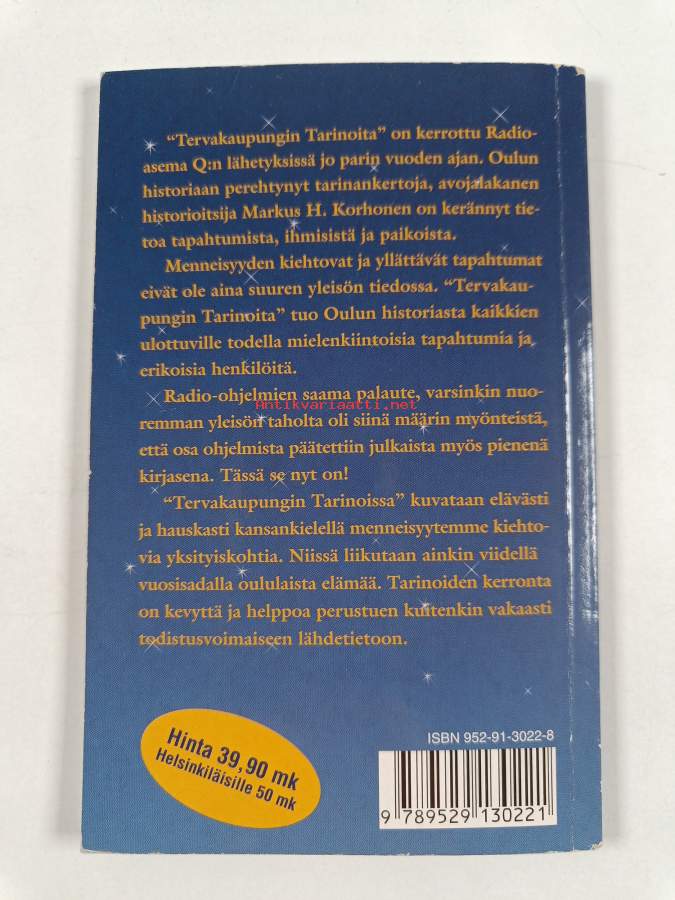 “Tervakaupungin Tarinoita” on kerrottu Radio-
asema Q:n lähetyksissä jo parin vuoden ajan. Oulun
historiaan perehtynyt tarinankertoja, avojalakanen
historioitsija Markus H. Korhonen on kerännyt tie-
toa tapahtumista, ihmisistä ja paikoista.
Menneisyyden kiehtovat ja yllättävät tapahtumat
eivät ole aina suuren yleisön tiedossa. “Tervakau-
pungin Tarinoita” tuo Oulun historiasta kaikkien
ulottuville todella mielenkiintoisia tapahtumia ja
erikoisia henkilöitä.
Radio-ohjelmien saama palaute, varsinkin nuo-
Antikvariaatti.net
remman yleisön taholta oli siinä määrin myönteistä,
että osa ohjelmista päätettiin julkaista myös pienenä
kirjasena. Tässä se nyt on!
“Tervakaupungin Tarinoissa” kuvataan elävästi
ja hauskasti kansankielellä menneisyytemme kiehto-
via yksityiskohtia. Niissä liikutaan ainkin viidellä
vuosisadalla oululaista elämää. Tarinoiden kerronta
on kevyttä ja helppoa perustuen kuitenkin vakaasti
todistusvoimaiseen lähdetietoon.
Hinta 39,90 mk
Helsinkiläisille 50 mk
ISBN 952-91-3022-8
9 789529 130221